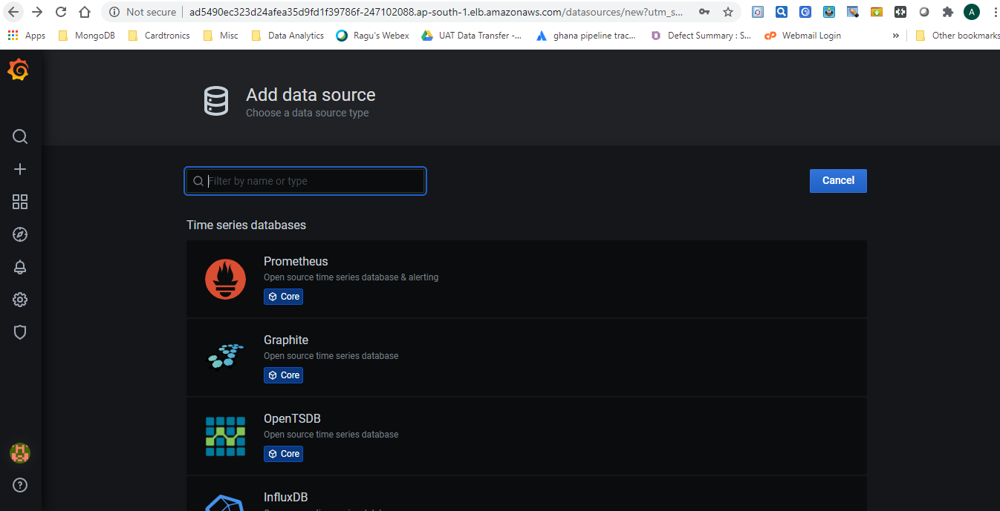 Not secure ad5490ec323d24afea35d9fd1f39786f-247102088.ap-south-1.elb.amazonaws.com/datasources/new?utm_s... A
Apps MongoDB Cardtronics Misc Data Analytics Ragu's Webex UAT Data Transfer -... ghana pipeline trac... Defect Summary : S... Webmail Login » Other bookmarks
Add data source
Choose a data source type
Filter by name or type
Cancel
Time series databases
Prometheus
Open source time series database & alerting
Core
Graphite
Open source time series database
Core
OpenTSDB
Open source time series database
Core
InfluxDB